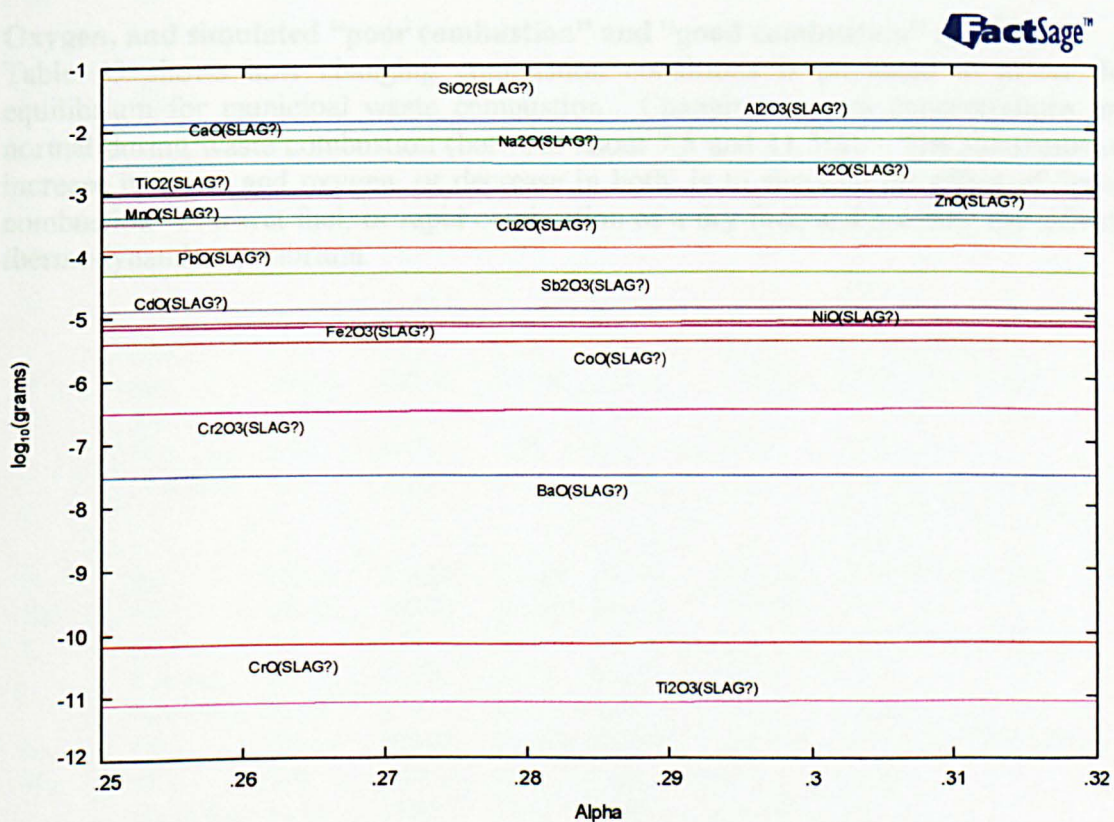 FactSage™
-1
SiO2(SLAG?)
Al2O3(SLAG?)
CaO(SLAG?)
-2
Na2O(SLAG?)
K2O(SLAG?)
TiO2(SLAG?)
-3
ZnO(SLAG?)
MnO(SLAG?)
Cu2O(SLAG?)
-4
PbO(SLAG?)
Sb2O3(SLAG?)
CdO(SLAG?)
-5
NiO(SLAG?)
Fe2O3(SLAG?)
CoO(SLAG?)
-6
log10(grams)
Cr2O3(SLAG?)
-7
BaO(SLAG?)
-8
-9
-10
CrO(SLAG?)
Ti2O3(SLAG?)
-11
-12
.25 .26 .27 .28 .29 .3 .31 .32
Alpha